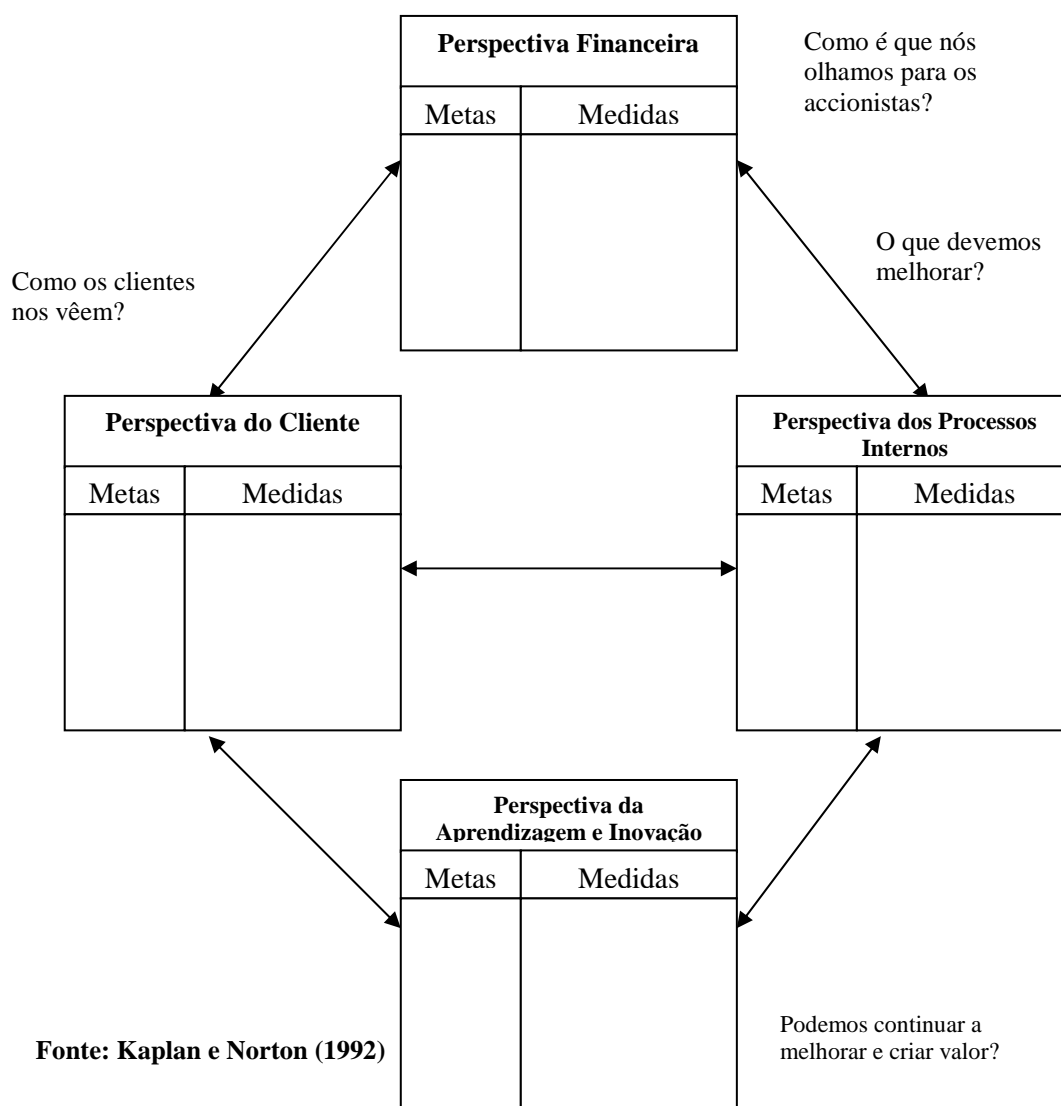 Perspectiva Financeira
Como é que nós
olhamos para os
accionistas?
Metas
Medidas
O que devemos
melhorar?
Como os clientes
nos vêem?
Perspectiva do Cliente
Metas
Medidas
Perspectiva dos Processos
Internos
Metas
Medidas
Perspectiva da
Aprendizagem e Inovação
Metas
Medidas
Fonte: Kaplan e Norton (1992)
Podemos continuar a
melhorar e criar valor?